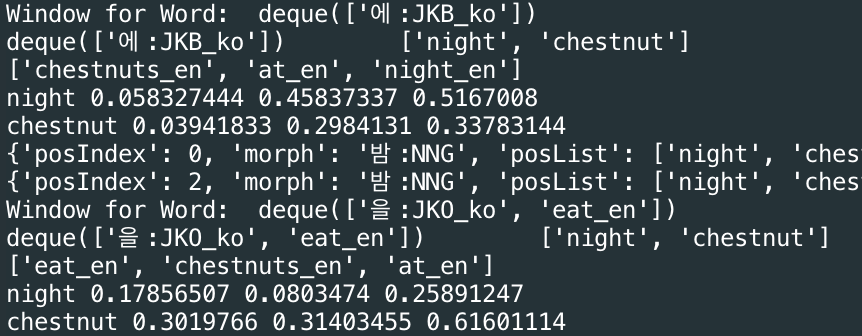 Window for Word:  deque(['에:JKB_ko'])
deque(['에:JKB_ko'])        ['night', 'chestnut']
['chestnuts_en', 'at_en', 'night_en']
night 0.058327444 0.45837337 0.5167008
chestnut 0.03941833 0.2984131 0.33783144
{'posIndex': 0, 'morph': '밤:NNG', 'posList': ['night', 'ches
{'posIndex': 2, 'morph': '밤:NNG', 'posList': ['night', 'ches
Window for Word:  deque(['을:JKO_ko', 'eat_en'])
deque(['을:JKO_ko', 'eat_en'])        ['night', 'chestnut']
['eat_en', 'chestnuts_en', 'at_en']
night 0.17856507 0.0803474 0.25891247
chestnut 0.3019766 0.31403455 0.61601114